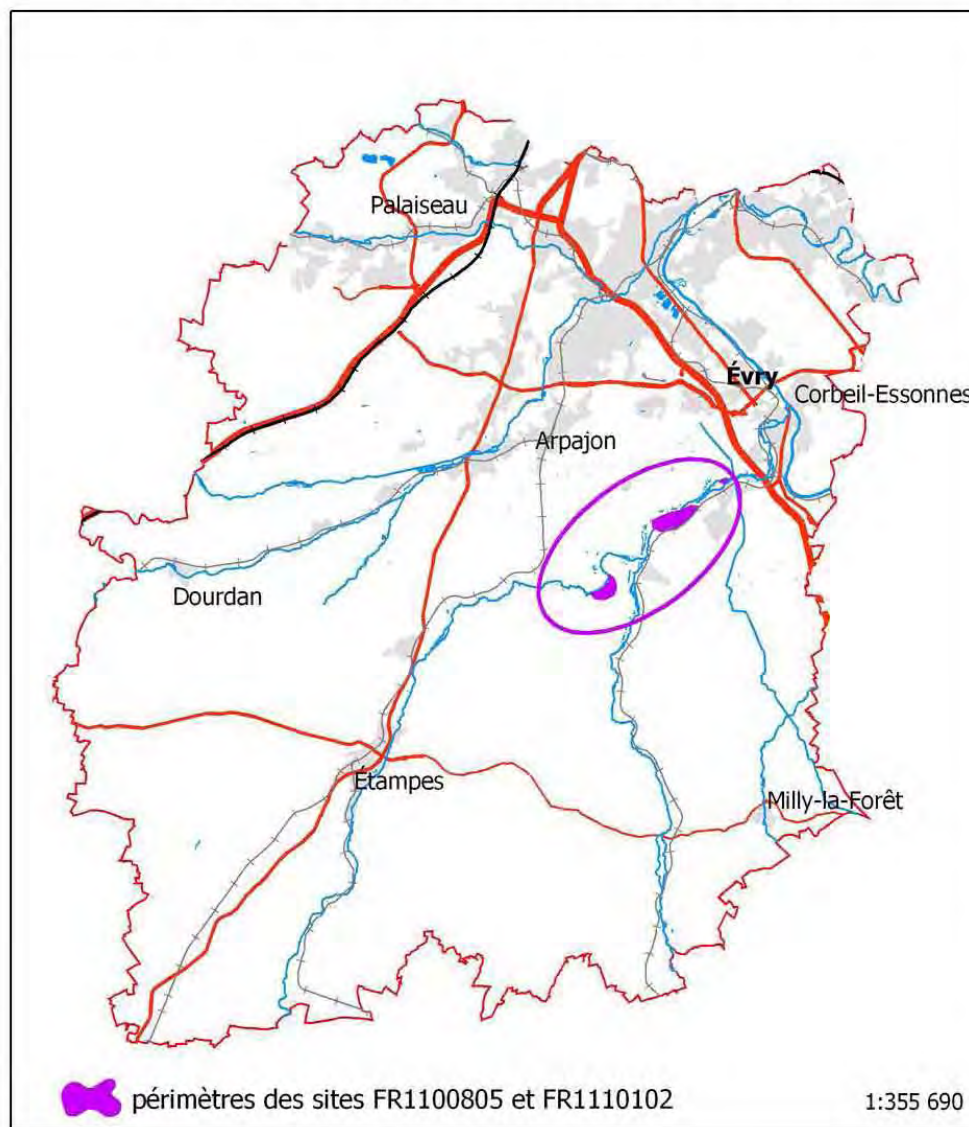 Palaiseau
Évry
Corbeil-Essonnes
Arpajon
Dourdan
Étampes
Milly-la-Forêt
périmètres des sites FR1100805 et FR1110102
1:355 690